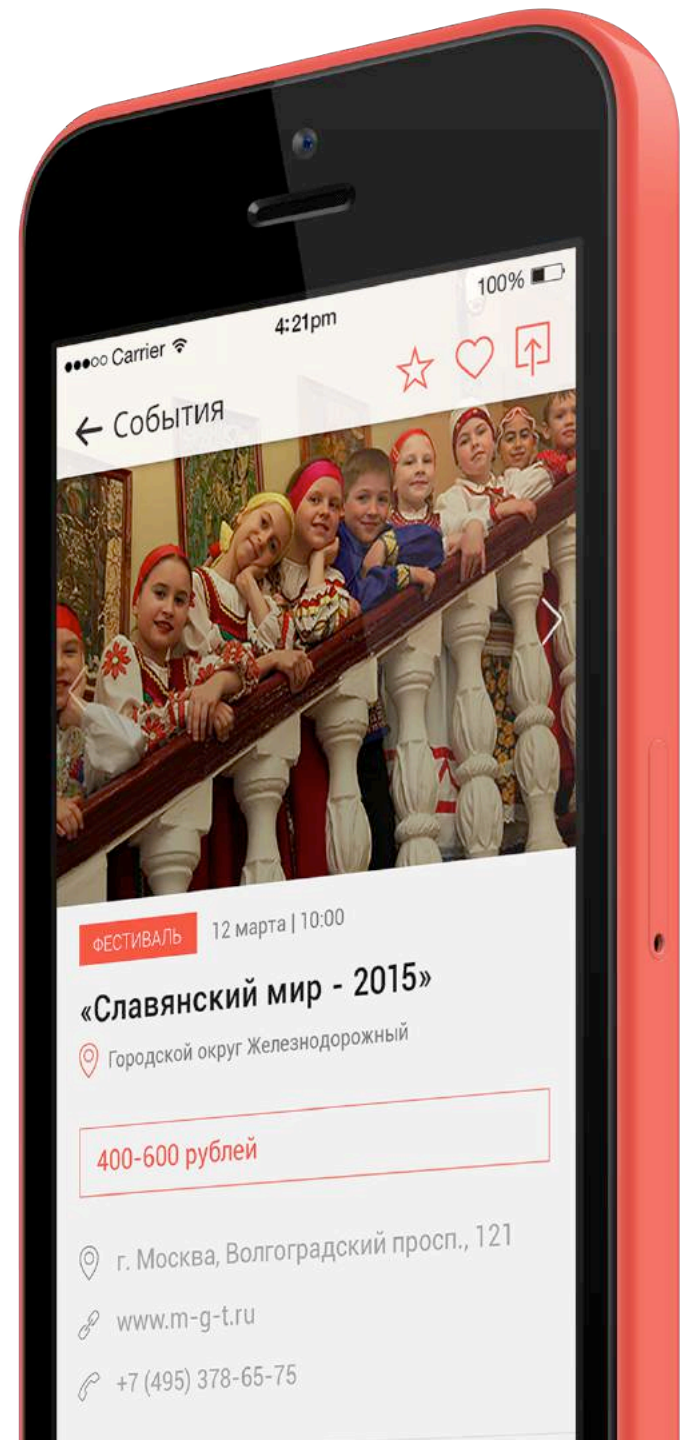 Carrier 4:21pm 100%
События
ФЕСТИВАЛЬ 12 марта | 10:00
«Славянский мир - 2015»
Городской округ Железнодорожный
400-600 рублей
г. Москва, Волгоградский просп., 121
www.m-g-t.ru
+7 (495) 378-65-75